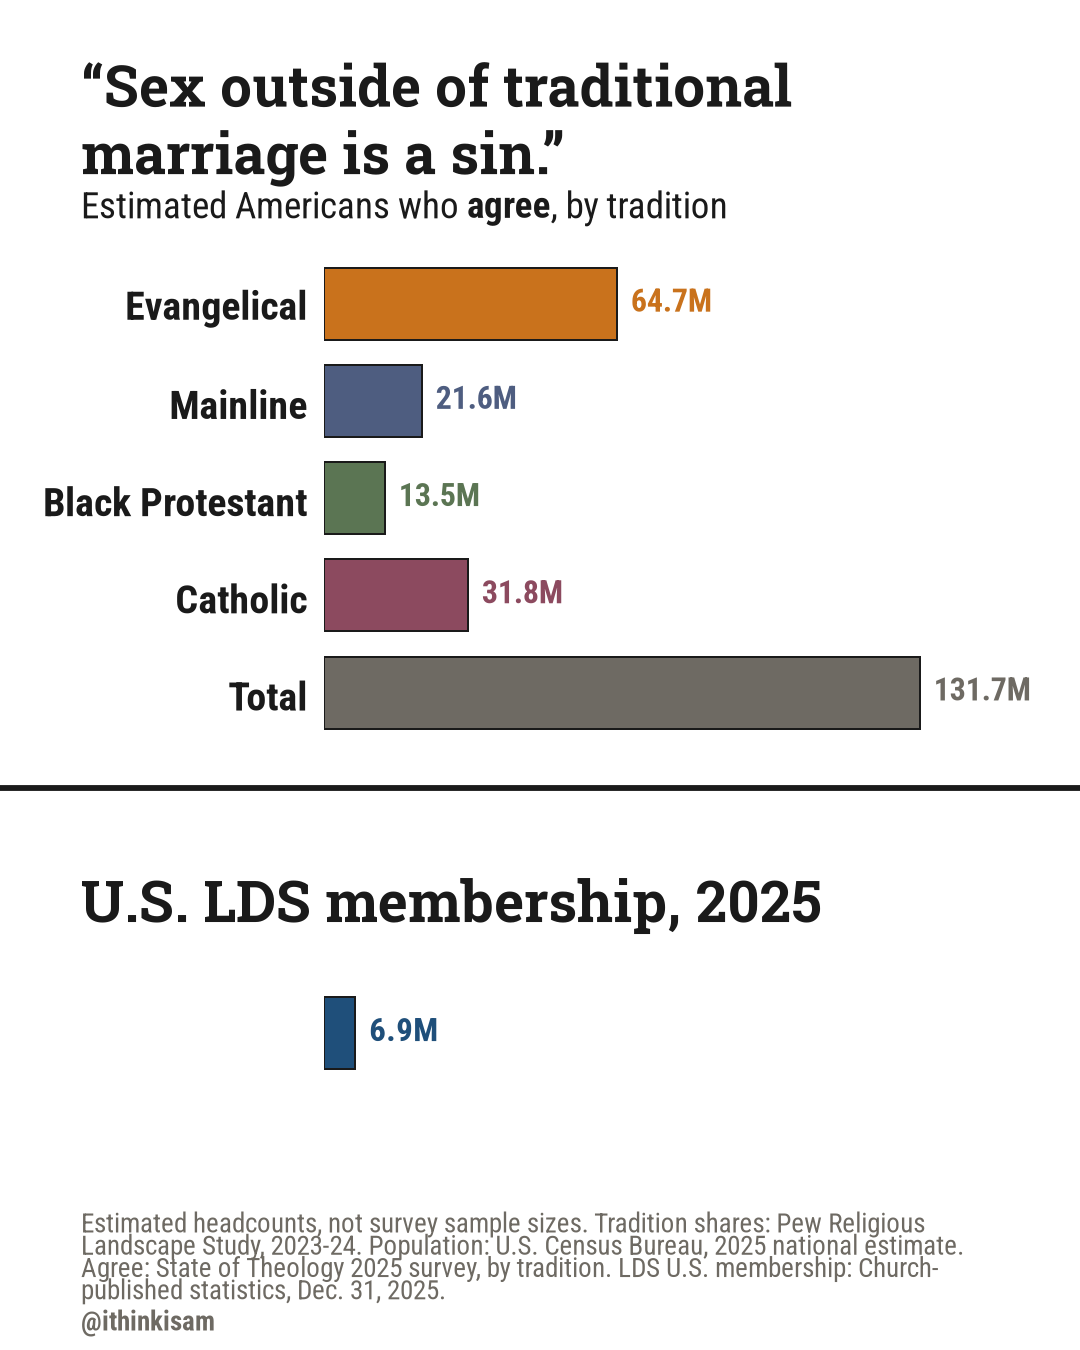 “Sex outside of traditional
marriage is a sin.”
Estimated Americans who agree, by tradition
Evangelical 64.7M
Mainline 21.6M
Black Protestant 13.5M
Catholic 31.8M
Total 131.7M
U.S. LDS membership, 2025
6.9M
Estimated headcounts, not survey sample sizes. Tradition shares: Pew Religious
Landscape Study, 2023-24. Population: U.S. Census Bureau, 2025 national estimate.
Agree: State of Theology 2025 survey, by tradition. LDS U.S. membership: Church-
published statistics, Dec. 31, 2025.
@ithinkisam